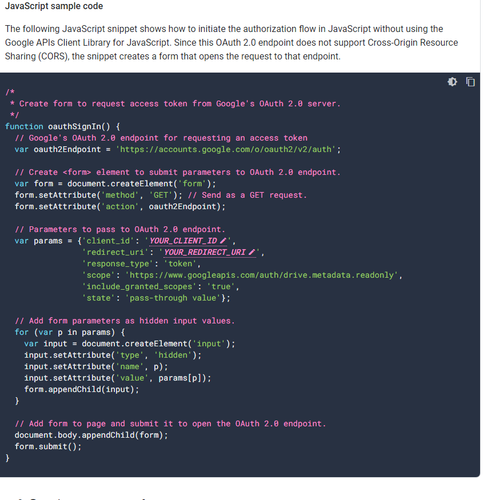 JavaScript sample code
The following JavaScript snippet shows how to initiate the authorization flow in JavaScript without using the
Google APIs Client Library for JavaScript. Since this OAuth 2.0 endpoint does not support Cross-Origin Resource
Sharing (CORS), the snippet creates a form that opens the request to that endpoint.
/*
 * Create form to request access token from Google's OAuth 2.0 server.
 */
function oauthSignIn() {
  // Google's OAuth 2.0 endpoint for requesting an access token
  var oauth2Endpoint = 'https://accounts.google.com/o/oauth2/v2/auth';
  // Create <form> element to submit parameters to OAuth 2.0 endpoint.
  var form = document.createElement('form');
  form.setAttribute('method', 'GET'); // Send as a GET request.
  form.setAttribute('action', oauth2Endpoint);
  // Parameters to pass to OAuth 2.0 endpoint.
  var params = {'client_id': 'YOUR_CLIENT_ID',
                'redirect_uri': 'YOUR_REDIRECT_URI',
                'response_type': 'token',
                'scope': 'https://www.googleapis.com/auth/drive.metadata.readonly',
                'include_granted_scopes': 'true',
                'state': 'pass-through value'};
  // Add form parameters as hidden input values.
  for (var p in params) {
    var input = document.createElement('input');
    input.setAttribute('type', 'hidden');
    input.setAttribute('name', p);
    input.setAttribute('value', params[p]);
    form.appendChild(input);
  }
  // Add form to page and submit it to open the OAuth 2.0 endpoint.
  document.body.appendChild(form);
  form.submit();
}